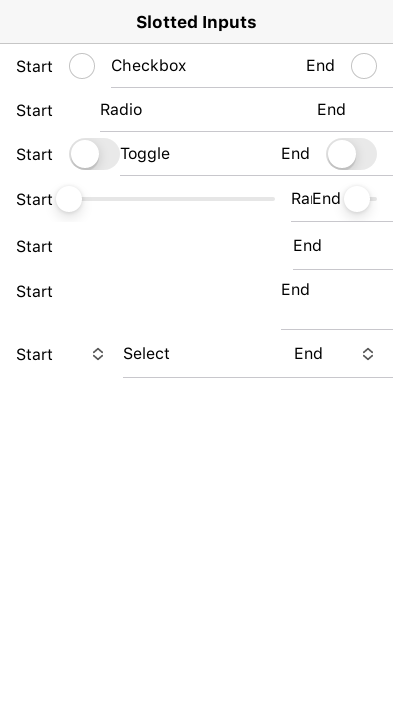 Slotted Inputs
Start Checkbox End
Start Radio End
Start Toggle End
Start Ra End
Start End
Start End
Start Select End